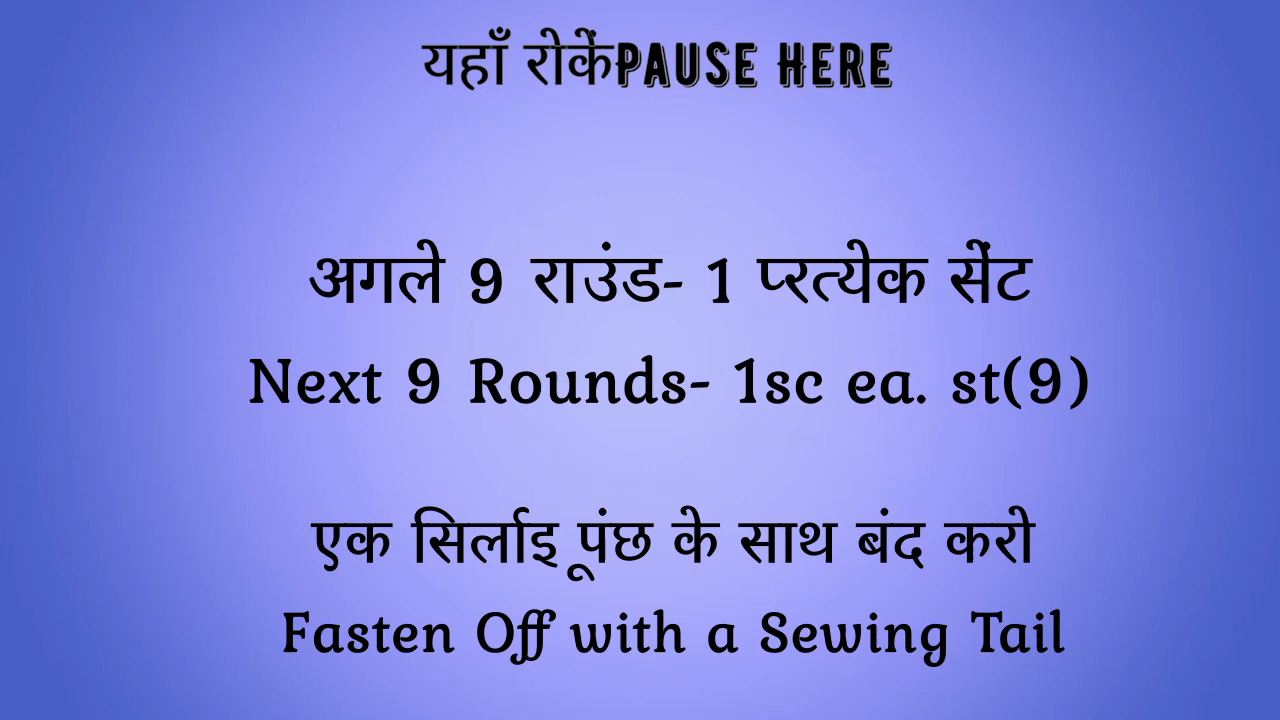 यहाँ रोकेंPAUSE HERE
अगले 9 राउंड- 1 प्रत्येक सेंट
Next 9 Rounds- 1sc ea. st(9)
एक सिर्लाइ पूंछ के साथ बंद करो
Fasten Off with a Sewing Tail